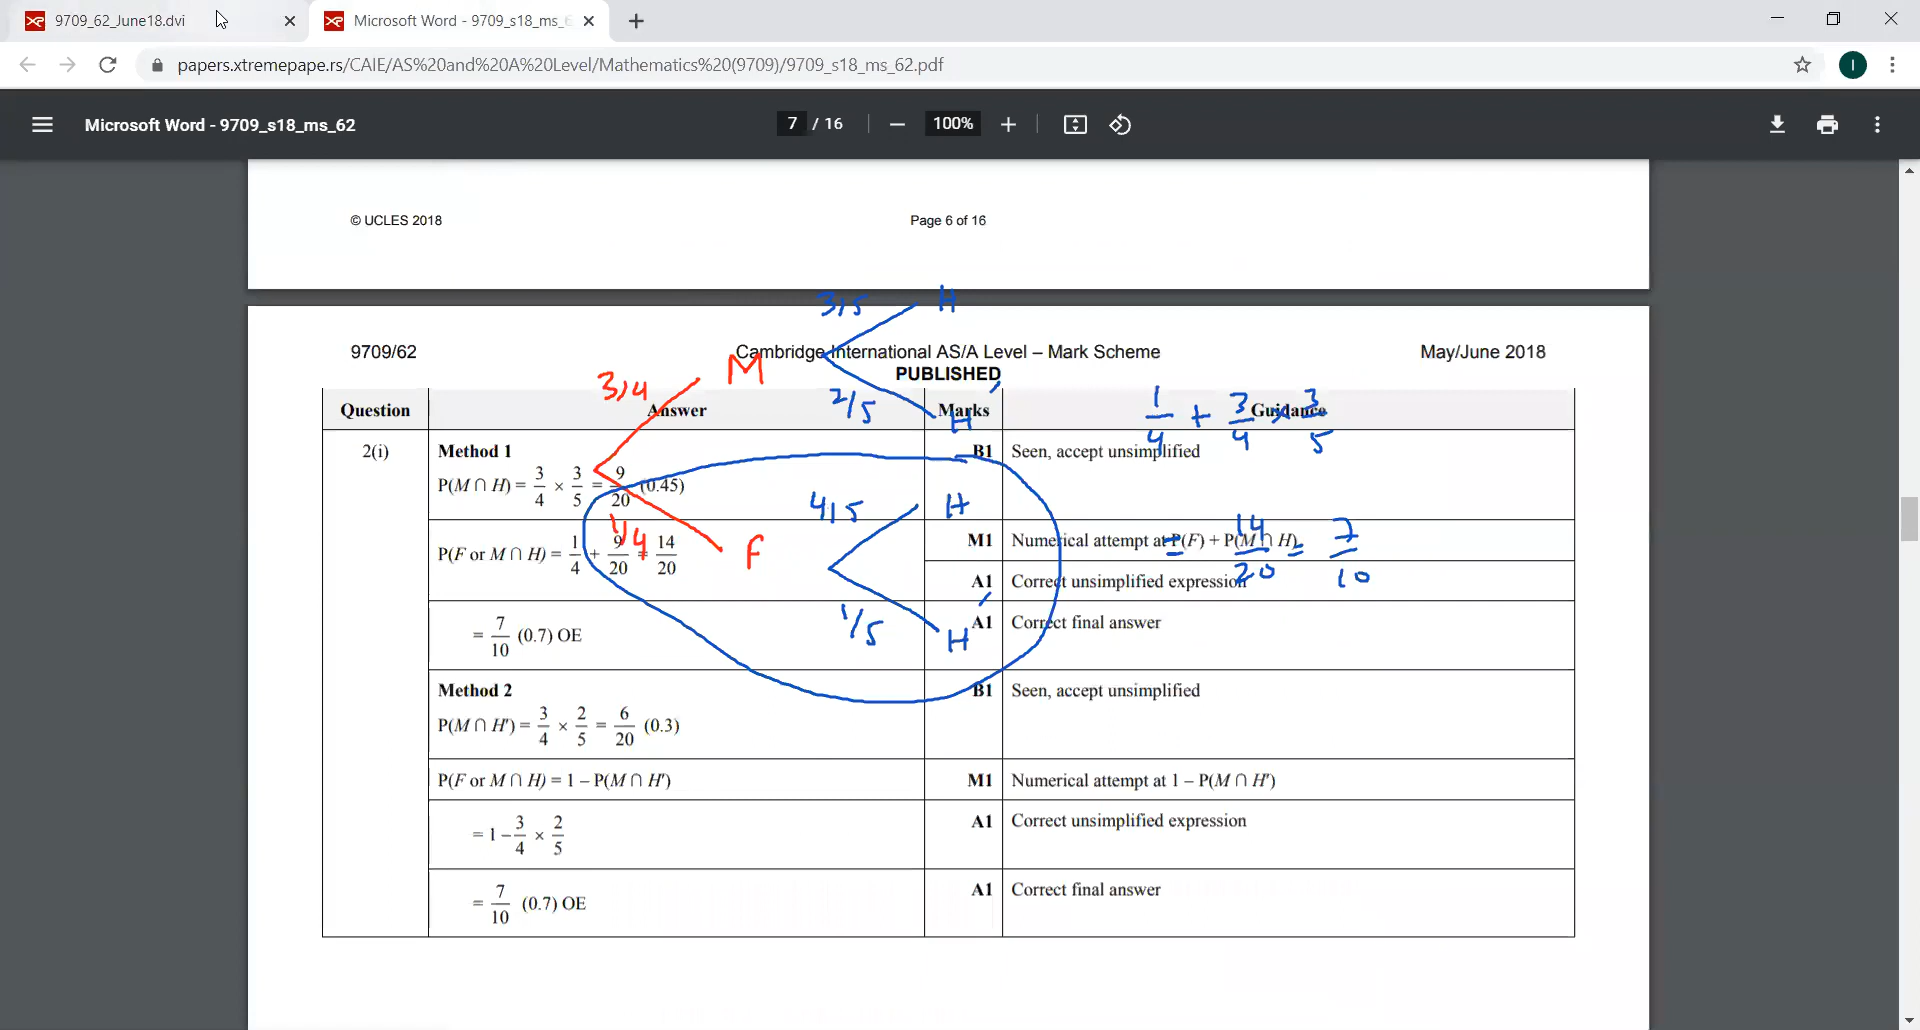 9709_62_June18.dvi
Microsoft Word - 9709_s18_ms_6
papers.xtremepape.rs/CAIE/AS%20and%20A%20Level/Mathematics%20(9709)/9709_s18_ms_62.pdf
I
Microsoft Word - 9709_s18_ms_62
7 / 16
100%
© UCLES 2018
Page 6 of 16
3/5 H
9709/62
Cambridge International AS/A Level – Mark Scheme
May/June 2018
PUBLISHED
3/4 M
2/5 H'
1/4 + 3/4 × 3/5
Question Answer Marks Guidance
2(i) Method 1 B1 Seen, accept unsimplified
P(M ∩ H) = 3/4 × 3/5 = 9/20 (0.45)
4/5 H
1/4 F
P(F or M ∩ H) = 1/4 + 9/20 = 14/20 M1 Numerical attempt at P(F) + P(M ∩ H)
= 14/20 = 7/10
A1 Correct unsimplified expression
1/5 H'
= 7/10 (0.7) OE A1 Correct final answer
Method 2 B1 Seen, accept unsimplified
P(M ∩ H') = 3/4 × 2/5 = 6/20 (0.3)
P(F or M ∩ H) = 1 – P(M ∩ H') M1 Numerical attempt at 1 – P(M ∩ H')
= 1 – 3/4 × 2/5 A1 Correct unsimplified expression
= 7/10 (0.7) OE A1 Correct final answer